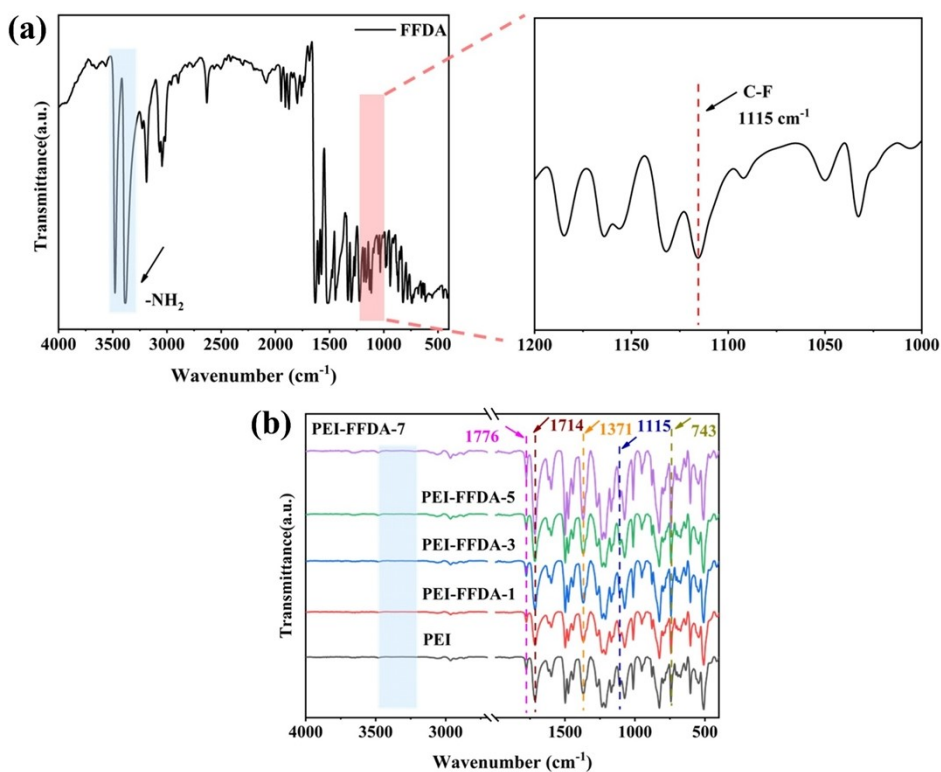 (a)
FFDA
-NH₂
Transmittance(a.u.)
4000 3500 3000 2500 2000 1500 1000 500
Wavenumber (cm⁻¹)
C-F
1115 cm⁻¹
1200 1150 1100 1050 1000
Wavenumber (cm⁻¹)
(b)
PEI-FFDA-7
1776 1714 1371 1115 743
PEI-FFDA-5
PEI-FFDA-3
PEI-FFDA-1
PEI
Transmittance(a.u.)
4000 3500 3000 1500 1000 500
Wavenumber (cm⁻¹)